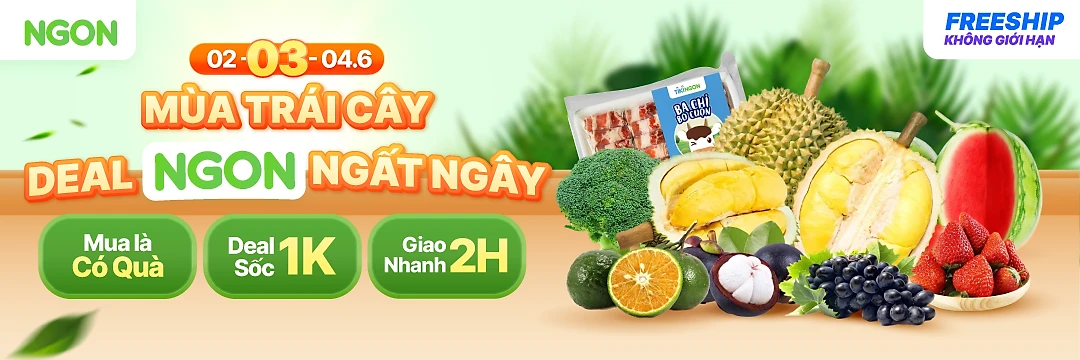 NGON
FREESHIP
KHÔNG GIỚI HẠN
02 - 03 - 04.6
MÙA TRÁI CÂY
DEAL NGON NGẤT NGÂY
Mua là
Có Quà
Deal
Sốc 1K
Giao
Nhanh 2H
TIKINGON
BA CHỈ
BÒ CUỘN